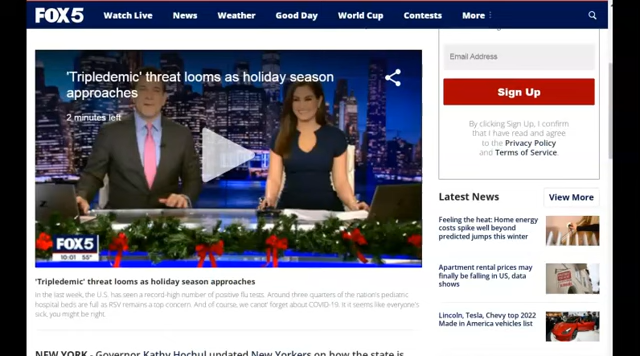 FOX 5 Watch Live News Weather Good Day World Cup Contests More
'Tripledemic' threat looms as holiday season
approaches
2 minutes left
FOX 5
10:01 55°
'Tripledemic' threat looms as holiday season approaches
In the last week, the U.S. has seen a record-high number of positive flu tests. Around three quarters of the nation's pediatric
hospital beds are full as RSV remains a top concern. And of course, we canot forget about COVID-19. It it seems like everyone's
sick, you might be right.
NEW YORK - Governor Kathy Hochul updated New Yorkers on how the state is
Email Address
Sign Up
By clicking Sign Up, I confirm
that I have read and agree
to the Privacy Policy
and Terms of Service.
Latest News View More
Feeling the heat: Home energy
costs spike well beyond
predicted jumps this winter
Apartment rental prices may
finally be falling in US, data
shows
Lincoln, Tesla, Chevy top 2022
Made in America vehicles list